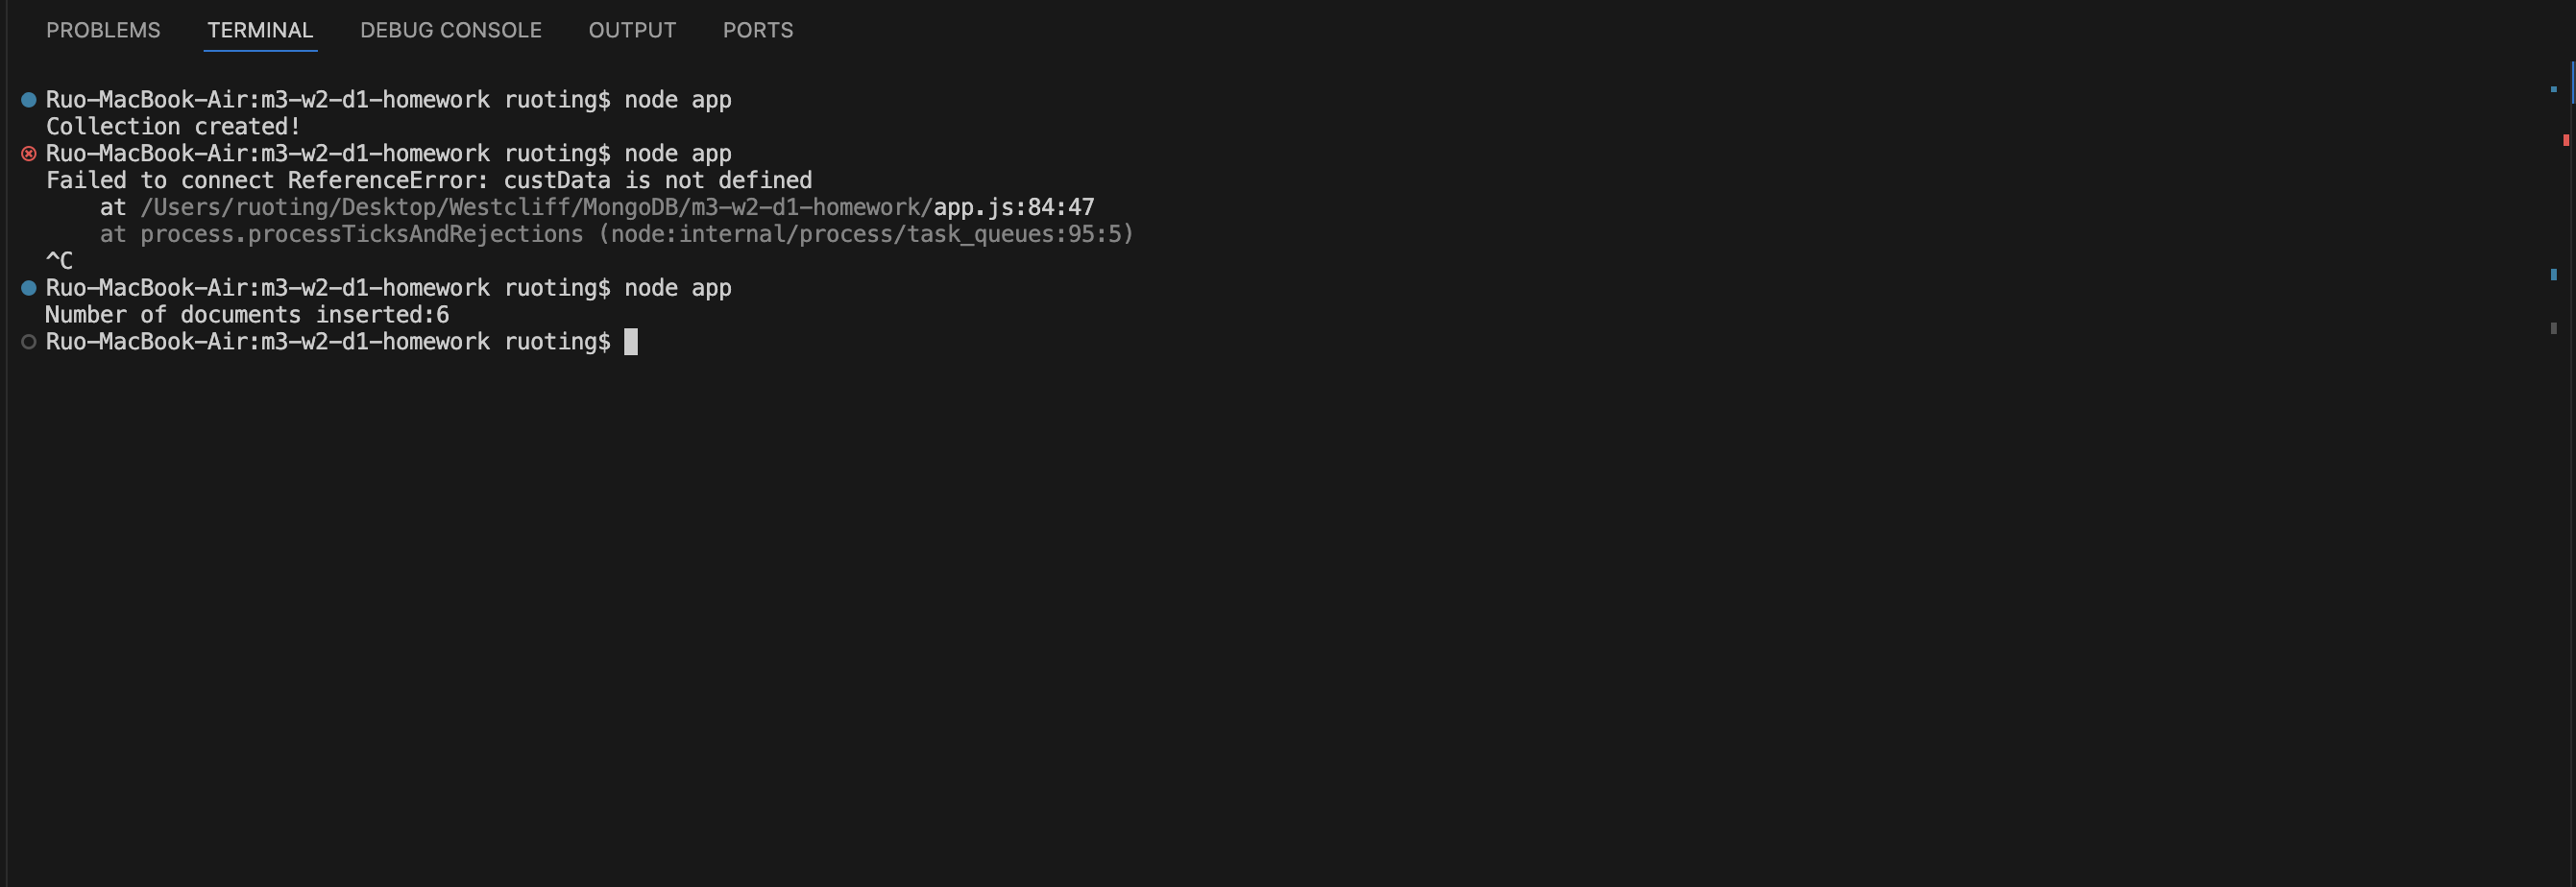 PROBLEMS TERMINAL DEBUG CONSOLE OUTPUT PORTS
Ruo-MacBook-Air:m3-w2-d1-homework ruoting$ node app
Collection created!
Ruo-MacBook-Air:m3-w2-d1-homework ruoting$ node app
Failed to connect ReferenceError: custData is not defined
    at /Users/ruoting/Desktop/Westcliff/MongoDB/m3-w2-d1-homework/app.js:84:47
    at process.processTicksAndRejections (node:internal/process/task_queues:95:5)
^C
Ruo-MacBook-Air:m3-w2-d1-homework ruoting$ node app
Number of documents inserted:6
Ruo-MacBook-Air:m3-w2-d1-homework ruoting$